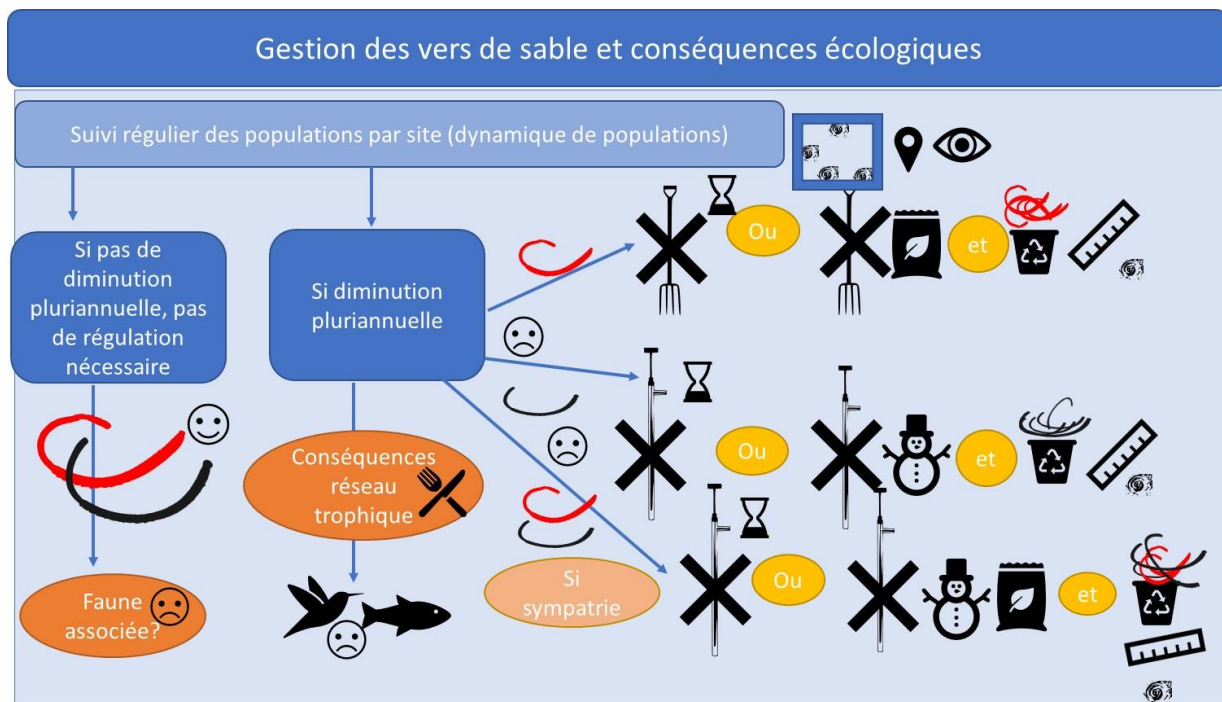 Gestion des vers de sable et conséquences écologiques
Suivi régulier des populations par site (dynamique de populations)
Si pas de
diminution
pluriannuelle, pas
de régulation
nécessaire
Si diminution
pluriannuelle
Ou
et
Conséquences
réseau
trophique
Ou
et
Faune
associée?
Si
sympatrie
Ou
et